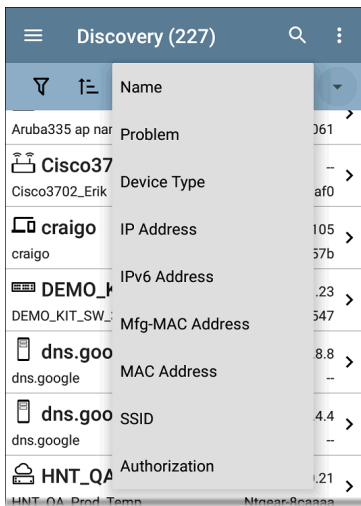 Discovery (227)
Name
Problem
Device Type
IP Address
IPv6 Address
Mfg-MAC Address
MAC Address
SSID
Authorization
Aruba335 ap nar
061
Cisco37
--
Cisco3702_Erik
af0
craigo
105
craigo
57b
DEMO_K
.23
DEMO_KIT_SW_
547
dns.goo
.8.8
dns.google
--
dns.goo
.4.4
dns.google
--
HNT_QA
.21
HNT_QA_Prod_Temp
Ntgear-8caaaa